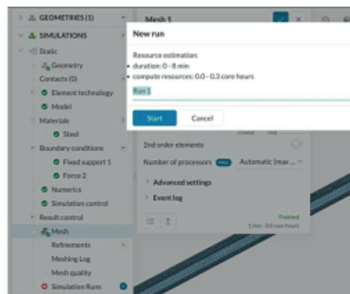 GEOMETRIES (1)
Mesh 1
SIMULATIONS
New run
Static
Resource estimation:
Geometry
duration: 0 - 8 min
Contacts (0)
compute resources: 0.0 - 0.3 core hours
Element technology
Run 1
Model
Materials
Start
Cancel
Steel
Boundary conditions
2nd order elements
Fixed support 1
Number of processors
PRO
Automatic (max...
Force 2
Numerics
Advanced settings
Simulation control
Event log
Result control
Mesh
Finished
Refinements
Meshing Log
Mesh quality
Simulation Runs